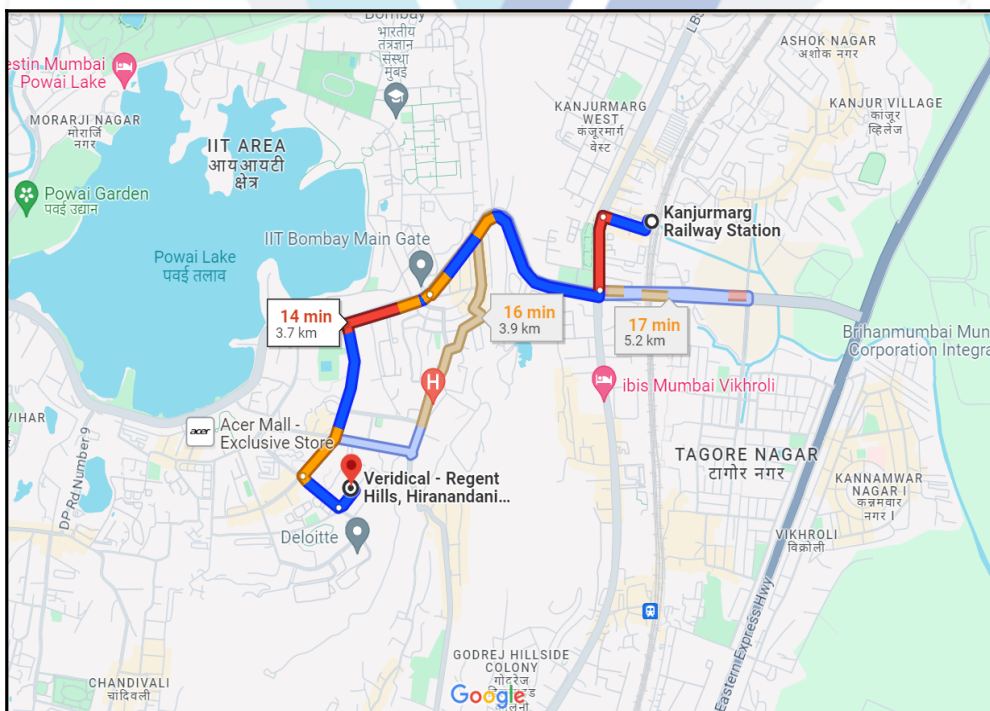 Bombay
भारतीय
तंत्रज्ञान
संस्था
मुंबई
LBS
ASHOK NAGAR
अशोक नगर
estin Mumbai
Powai Lake
KANJURMARG
WEST
कंजूरमार्ग
वेस्ट
KANJUR VILLAGE
कांजूर
व्हिलेज
MORARJI NAGAR
मोरारजि
नगर
IIT AREA
आयआयटी
क्षेत्र
Powai Garden
पवई उद्यान
Kanjurmarg
Railway Station
IIT Bombay Main Gate
Powai Lake
पवई तलाव
14 min
3.7 km
16 min
3.9 km
17 min
5.2 km
Brihanmumbai Mun
Corporation Integra
H
ibis Mumbai Vikhroli
VIHAR
acer
Acer Mall -
Exclusive Store
DP Rd Number 9
TAGORE NAGAR
टागोर नगर
Veridical - Regent
Hills, Hiranandani...
KANNAMWAR
NAGAR I
कन्नमवार
नगर I
Deloitte
VIKHROLI
विक्रोली
Eastern Express Hwy
GODREJ HILLSIDE
COLONY
गोदरेज
CHANDIVALI
चांदिवली
Google